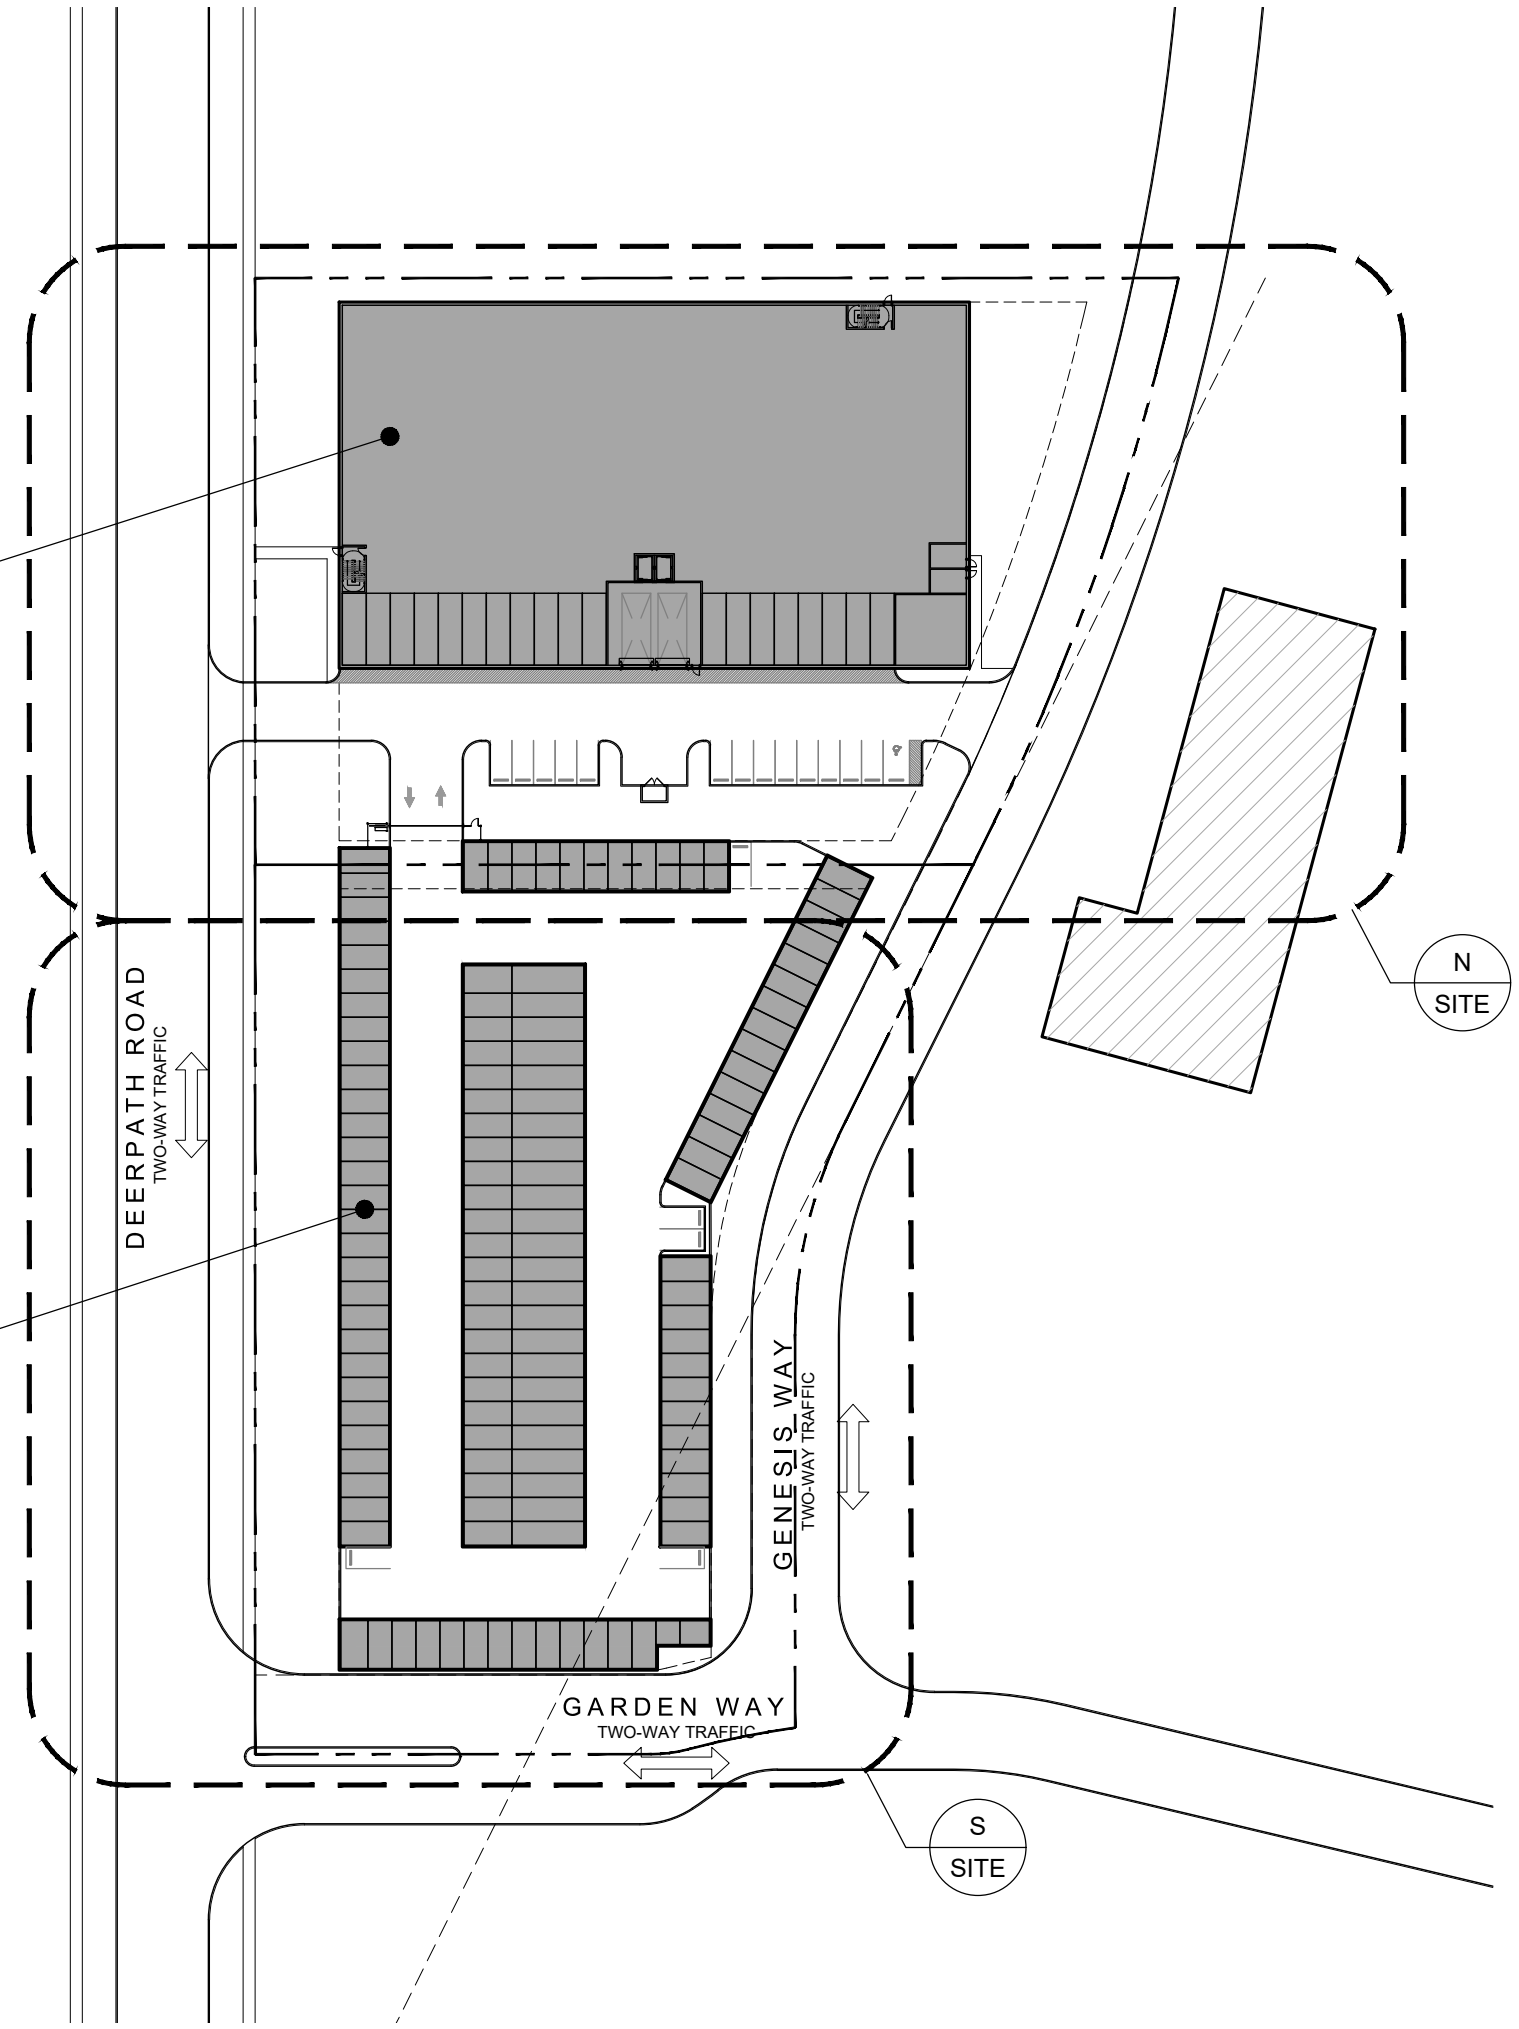 N
SITE
DEERPATH ROAD
TWO-WAY TRAFFIC
GENESIS WAY
TWO-WAY TRAFFIC
GARDEN WAY
TWO-WAY TRAFFIC
S
SITE